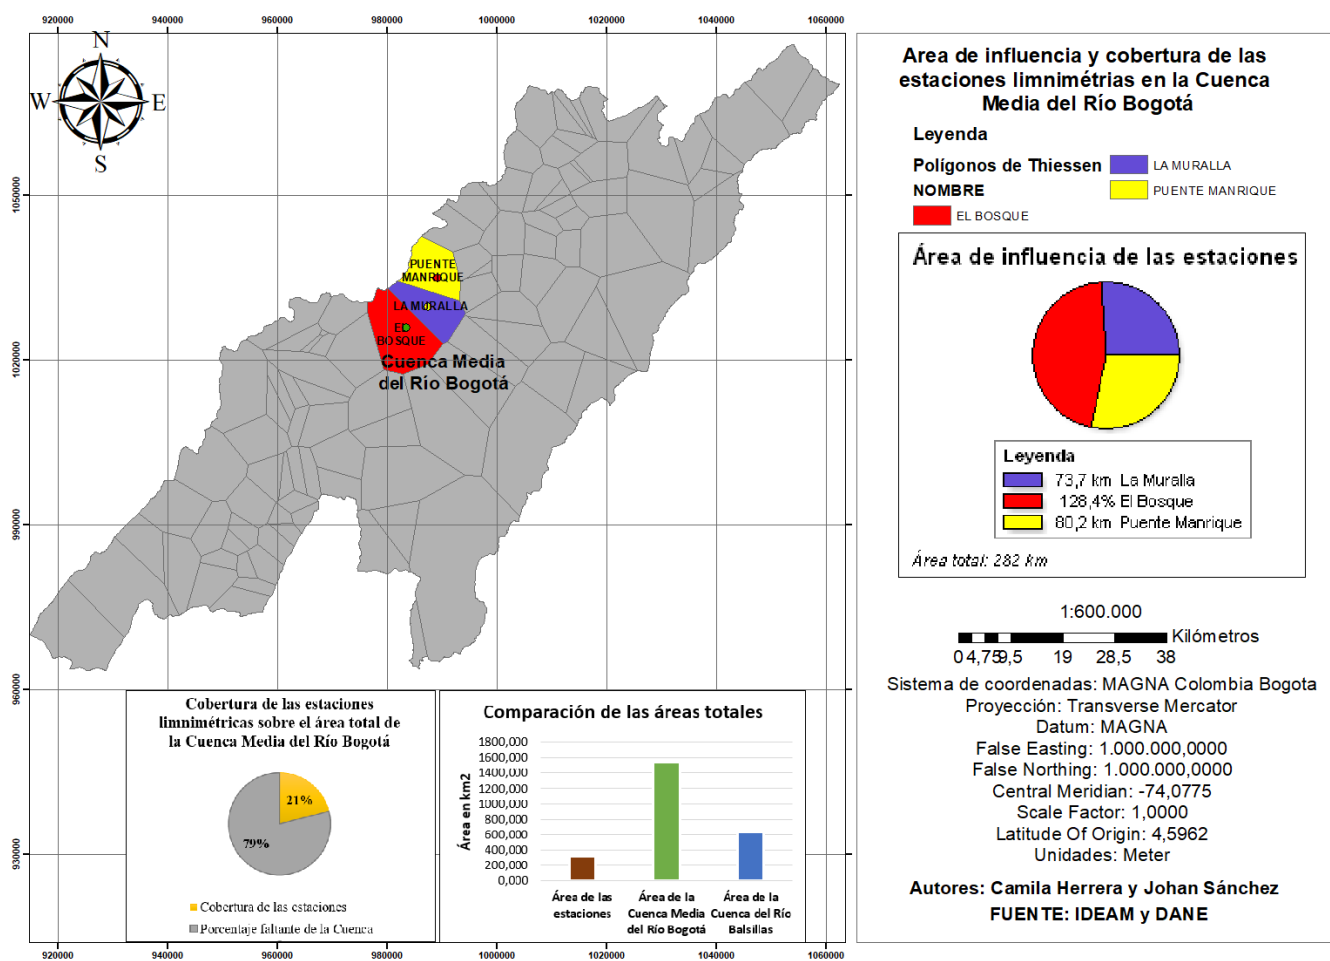 920000 940000 960000 980000 1000000 1020000 1040000 1060000
N
W E
S
1050000
1020000
990000
960000
930000
PUENTE
MANRIQUE
LA MURALLA
BOSQUE
Cuenca Media
del Río Bogotá
Cobertura de las estaciones
limnimétricas sobre el área total de
la Cuenca Media del Río Bogotá
21%
79%
Cobertura de las estaciones
Porcentaje faltante de la Cuenca
Comparación de las áreas totales
Área en km2
1800,000
1600,000
1400,000
1200,000
1000,000
800,000
600,000
400,000
200,000
0,000
Área de las
estaciones
Área de la
Cuenca Media
del Río Bogotá
Área de la
Cuenca del Río
Balsillas
920000 940000 960000 980000 1000000 1020000 1040000 1060000
Area de influencia y cobertura de las
estaciones limnimétrias en la Cuenca
Media del Río Bogotá
Leyenda
Polígonos de Thiessen
NOMBRE
EL BOSQUE
LA MURALLA
PUENTE MANRIQUE
Área de influencia de las estaciones
Leyenda
73,7 km La Muralla
128,4% El Bosque
80,2 km Puente Manrique
Área total: 282 km
1:600.000
Kilómetros
0 4,75 9,5 19 28,5 38
Sistema de coordenadas: MAGNA Colombia Bogota
Proyección: Transverse Mercator
Datum: MAGNA
False Easting: 1.000.000,0000
False Northing: 1.000.000,0000
Central Meridian: -74,0775
Scale Factor: 1,0000
Latitude Of Origin: 4,5962
Unidades: Meter
Autores: Camila Herrera y Johan Sánchez
FUENTE: IDEAM y DANE